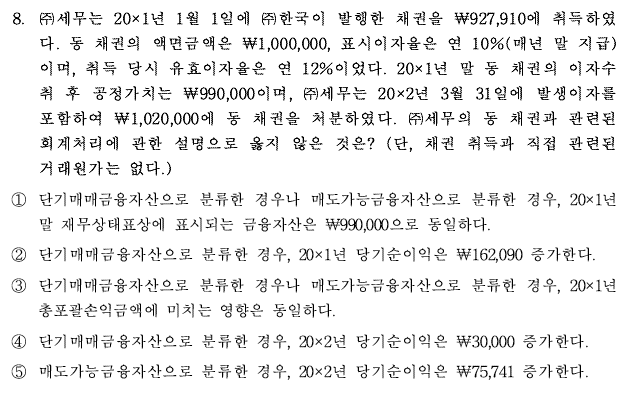 8. ㈜세무는 20×1년 1월 1일에 ㈜한국이 발행한 채권을 ₩927,910에 취득하였
다. 동 채권의 액면금액은 ₩1,000,000, 표시이자율은 연 10%(매년 말 지급)
이며, 취득 당시 유효이자율은 연 12%이었다. 20×1년 말 동 채권의 이자수
취 후 공정가치는 ₩990,000이며, ㈜세무는 20×2년 3월 31일에 발생이자를
포함하여 ₩1,020,000에 동 채권을 처분하였다. ㈜세무의 동 채권과 관련된
회계처리에 관한 설명으로 옳지 않은 것은? (단, 채권 취득과 직접 관련된
거래원가는 없다.)
① 단기매매금융자산으로 분류한 경우나 매도가능금융자산으로 분류한 경우, 20×1년
말 재무상태표상에 표시되는 금융자산은 ₩990,000으로 동일하다.
② 단기매매금융자산으로 분류한 경우, 20×1년 당기순이익은 ₩162,090 증가한다.
③ 단기매매금융자산으로 분류한 경우나 매도가능금융자산으로 분류한 경우, 20×1년
총포괄손익금액에 미치는 영향은 동일하다.
④ 단기매매금융자산으로 분류한 경우, 20×2년 당기순이익은 ₩30,000 증가한다.
⑤ 매도가능금융자산으로 분류한 경우, 20×2년 당기순이익은 ₩75,741 증가한다.